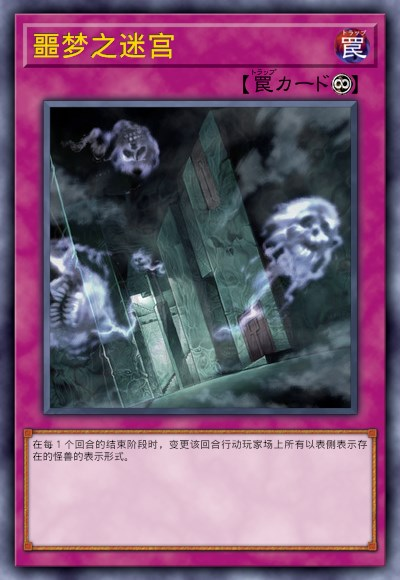 噩梦之迷宫
トラップ
罠
トラップ
【罠カード】
在每１个回合的结束阶段时，变更该回合行动玩家场上所有以表侧表示存
在的怪兽的表示形式。